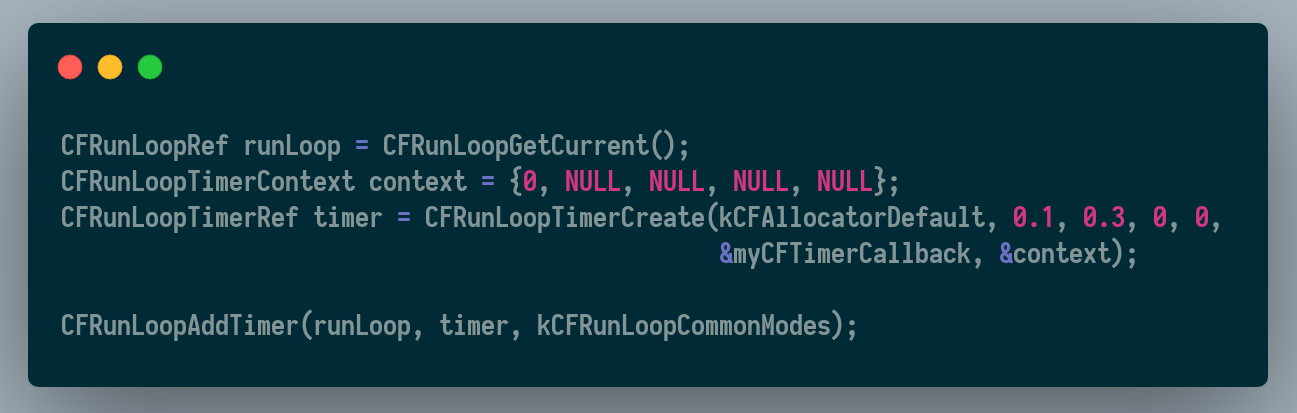 CFRunLoopRef runLoop = CFRunLoopGetCurrent();
CFRunLoopTimerContext context = {0, NULL, NULL, NULL, NULL};
CFRunLoopTimerRef timer = CFRunLoopTimerCreate(kCFAllocatorDefault, 0.1, 0.3, 0, 0,
                                               &myCFTimerCallback, &context);
CFRunLoopAddTimer(runLoop, timer, kCFRunLoopCommonModes);